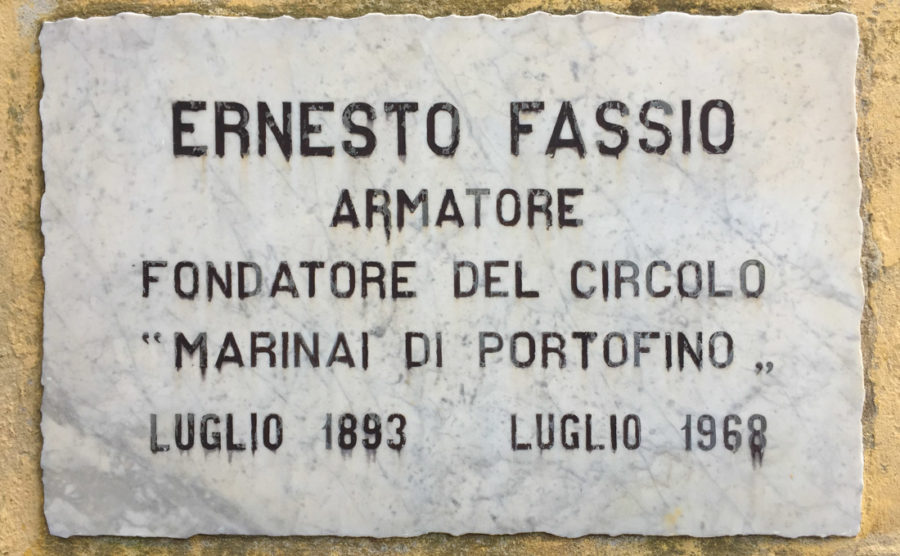 ERNESTO FASSIO
ARMATORE
FONDATORE DEL CIRCOLO
“MARINAI DI PORTOFINO„
LUGLIO 1893 LUGLIO 1968